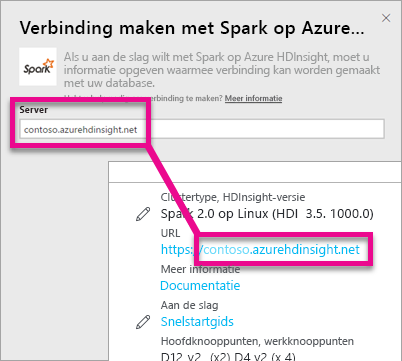 Verbinding maken met Spark op Azure...
Spark
Als u aan de slag wilt met Spark op Azure HDInsight, moet u
informatie opgeven waarmee verbinding kan worden gemaakt
met uw database.
verbinding te maken? Meer informatie
Server
contoso.azurehdinsight.net
Clustertype, HDInsight-versie
Spark 2.0 op Linux (HDI 3.5. 1000.0)
URL
https://contoso.azurehdinsight.net
Meer informatie
Documentatie
Aan de slag
Snelstartgids
Hoofdknooppunten, werkknooppunten
D12 v2 (x2) D4 v2 (x 4)